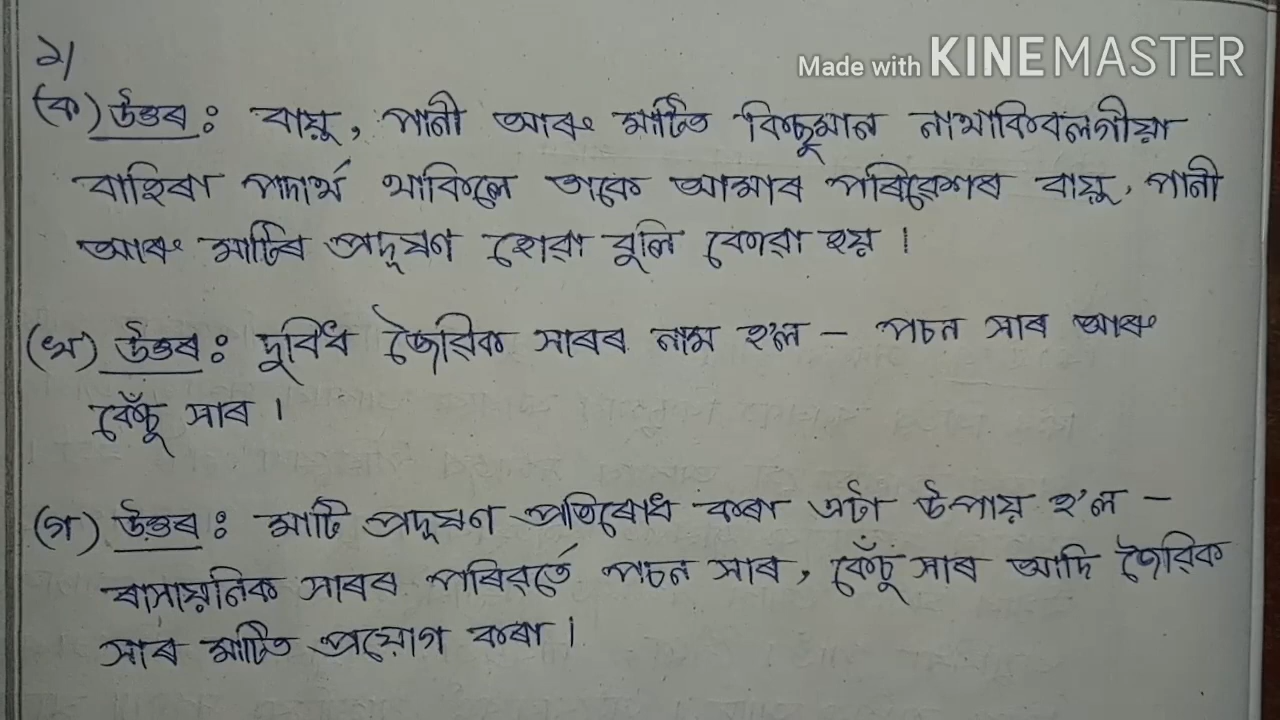 Made with KINEMASTER
১/
(ক) উত্তৰ : বায়ু, পানী আৰু মাটিত বিদ্যমান নাথাকিবলগীয়া
বাহিৰা পদাৰ্থ থাকিলে তাকে আমাৰ পৰিৱেশৰ বায়ু, পানী
আৰু মাটিৰ প্ৰদূষণ হোৱা বুলি কোৱা হয় ।
(খ) উত্তৰ : দুবিধ জৈৱিক সাৰৰ নাম হ'ল – পচন সাৰ আৰু
কেঁচু সাৰ ।
(গ) উত্তৰ : মাটি প্ৰদূষণ প্ৰতিৰোধ কৰা এটা উপায় হ'ল –
ৰাসায়নিক সাৰৰ পৰিৱৰ্তে পচন সাৰ, কেঁচু সাৰ আদি জৈৱিক
সাৰ মাটিত প্ৰয়োগ কৰা ।